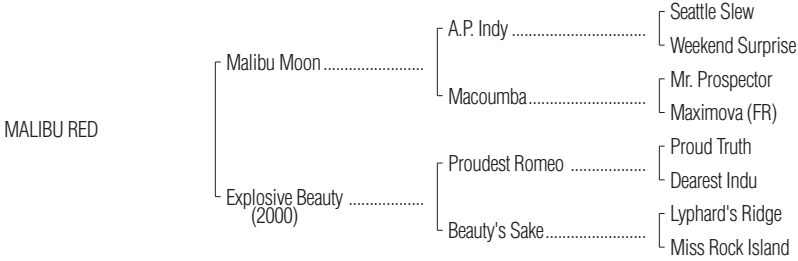 Seattle Slew
A.P. Indy ..............................
Weekend Surprise
Malibu Moon .......................
Mr. Prospector
Macoumba..........................
Maximova (FR)
MALIBU RED
Proud Truth
Proudest Romeo .................
Dearest Indu
Explosive Beauty .................
(2000)
Lyphard's Ridge
Beauty's Sake......................
Miss Rock Island